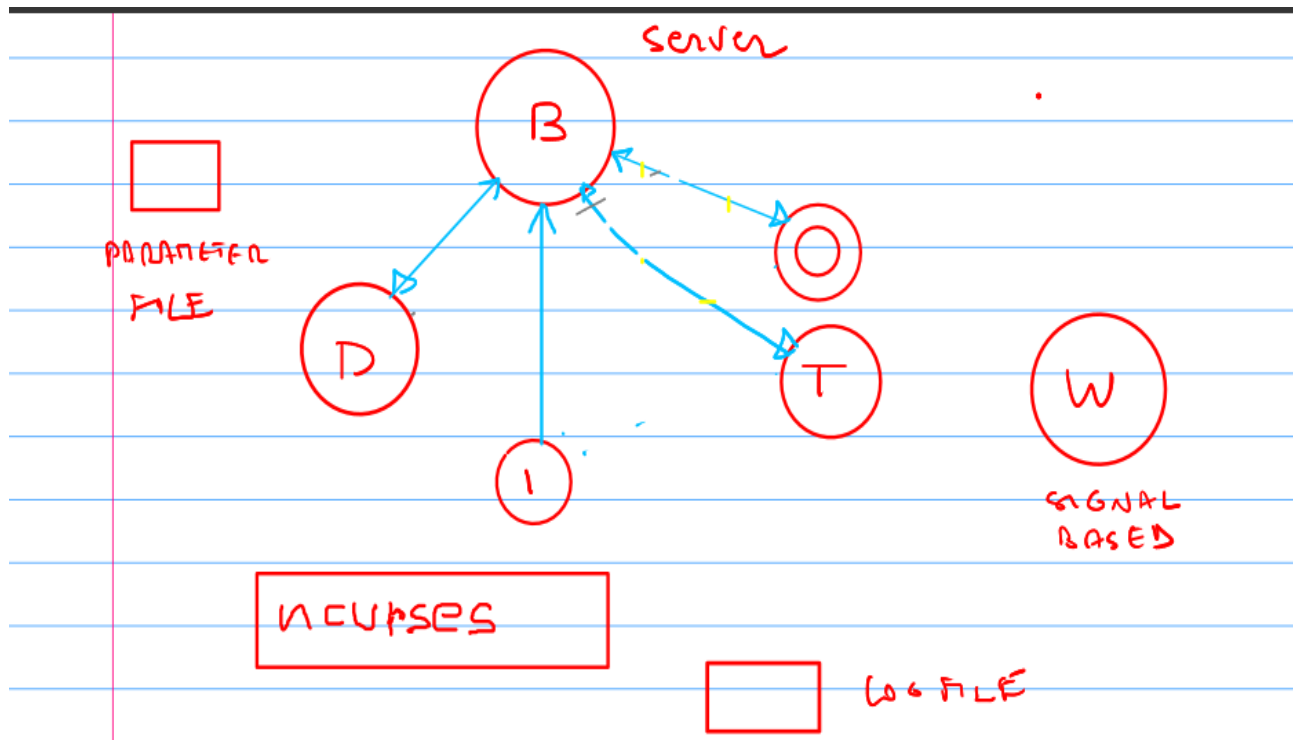 Server
B
PARAMETER
FILE
D
O
T
W
I
SIGNAL
BASED
ncurses
LOG FILE